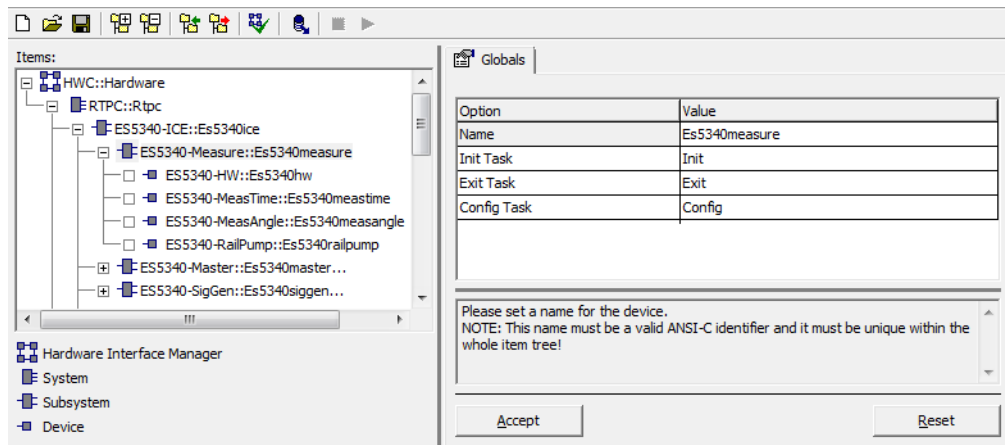 Items:
HWC::Hardware
RTPC::Rtpc
ES5340-ICE::Es5340ice
ES5340-Measure::Es5340measure
ES5340-HW::Es5340hw
ES5340-MeasTime::Es5340meastime
ES5340-MeasAngle::Es5340measangle
ES5340-RailPump::Es5340railpump
ES5340-Master::Es5340master...
ES5340-SigGen::Es5340siggen...
Hardware Interface Manager
System
Subsystem
Device
Globals
Option Value
Name Es5340measure
Init Task Init
Exit Task Exit
Config Task Config
Please set a name for the device.
NOTE: This name must be a valid ANSI-C identifier and it must be unique within the
whole item tree!
Accept Reset